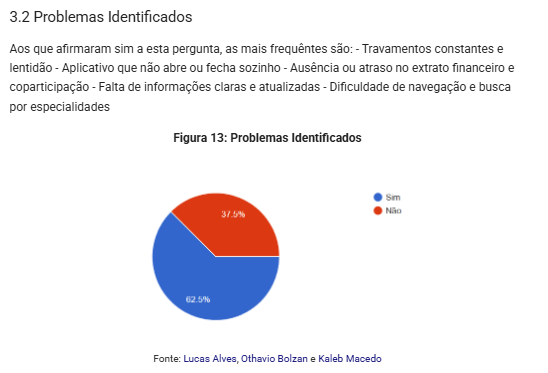 3.2 Problemas Identificados
Aos que afirmaram sim a esta pergunta, as mais frequêntes são: - Travamentos constantes e
lentidão - Aplicativo que não abre ou fecha sozinho - Ausência ou atraso no extrato financeiro e
coparticipação - Falta de informações claras e atualizadas - Dificuldade de navegação e busca
por especialidades
Figura 13: Problemas Identificados
Sim
Não
37.5%
62.5%
Fonte: Lucas Alves, Othavio Bolzan e Kaleb Macedo